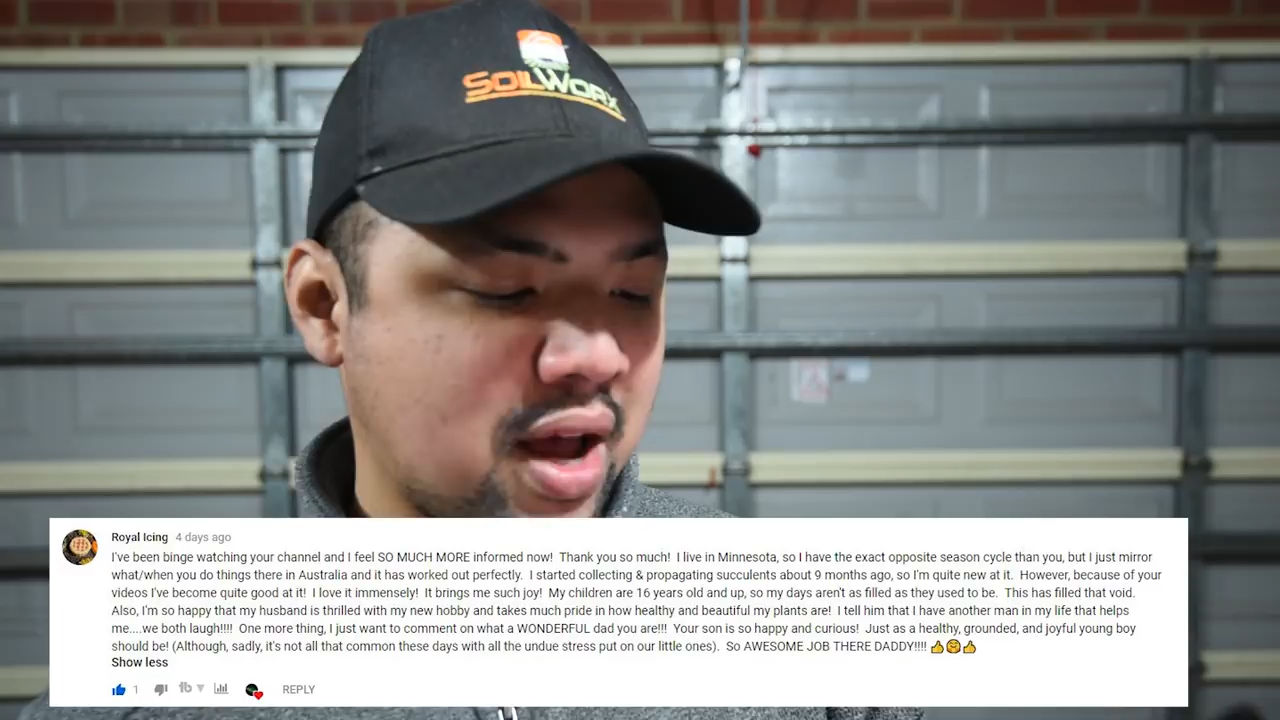 SOILWORX
Royal Icing 4 days ago
I've been binge watching your channel and I feel SO MUCH MORE informed now! Thank you so much! I live in Minnesota, so I have the exact opposite season cycle than you, but I just mirror
what/when you do things there in Australia and it has worked out perfectly. I started collecting & propagating succulents about 9 months ago, so I'm quite new at it. However, because of your
videos I've become quite good at it! I love it immensely! It brings me such joy! My children are 16 years old and up, so my days aren't as filled as they used to be. This has filled that void.
Also, I'm so happy that my husband is thrilled with my new hobby and takes much pride in how healthy and beautiful my plants are! I tell him that I have another man in my life that helps
me....we both laugh!!!! One more thing, I just want to comment on what a WONDERFUL dad you are!!! Your son is so happy and curious! Just as a healthy, grounded, and joyful young boy
should be! (Although, sadly, it's not all that common these days with all the undue stress put on our little ones). So AWESOME JOB THERE DADDY!!!! 👍🤗👍
Show less
1 tb REPLY